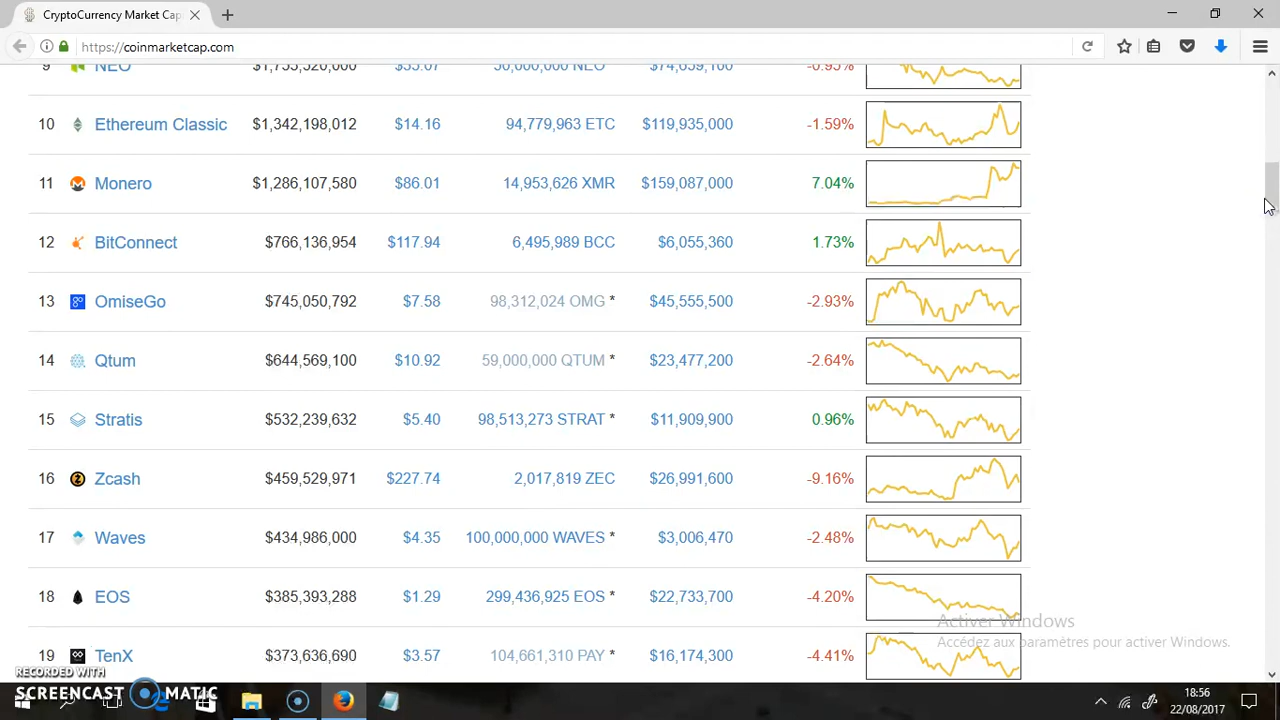 CryptoCurrency Market Cap
https://coinmarketcap.com
9 NEO -0.95%
10 Ethereum Classic $1,342,198,012 $14.16 94,779,963 ETC $119,935,000 -1.59%
11 Monero $1,286,107,580 $86.01 14,953,626 XMR $159,087,000 7.04%
12 BitConnect $766,136,954 $117.94 6,495,989 BCC $6,055,360 1.73%
13 OmiseGo $745,050,792 $7.58 98,312,024 OMG * $45,555,500 -2.93%
14 Qtum $644,569,100 $10.92 59,000,000 QTUM * $23,477,200 -2.64%
15 Stratis $532,239,632 $5.40 98,513,273 STRAT * $11,909,900 0.96%
16 Zcash $459,529,971 $227.74 2,017,819 ZEC $26,991,600 -9.16%
17 Waves $434,986,000 $4.35 100,000,000 WAVES * $3,006,470 -2.48%
18 EOS $385,393,288 $1.29 299,436,925 EOS * $22,733,700 -4.20%
Activer Windows
Accédez aux paramètres pour activer Windows.
19 TenX $373,636,690 $3.57 104,661,310 PAY * $16,174,300 -4.41%
RECORDED WITH
SCREENCAST MATIC
18:56
22/08/2017